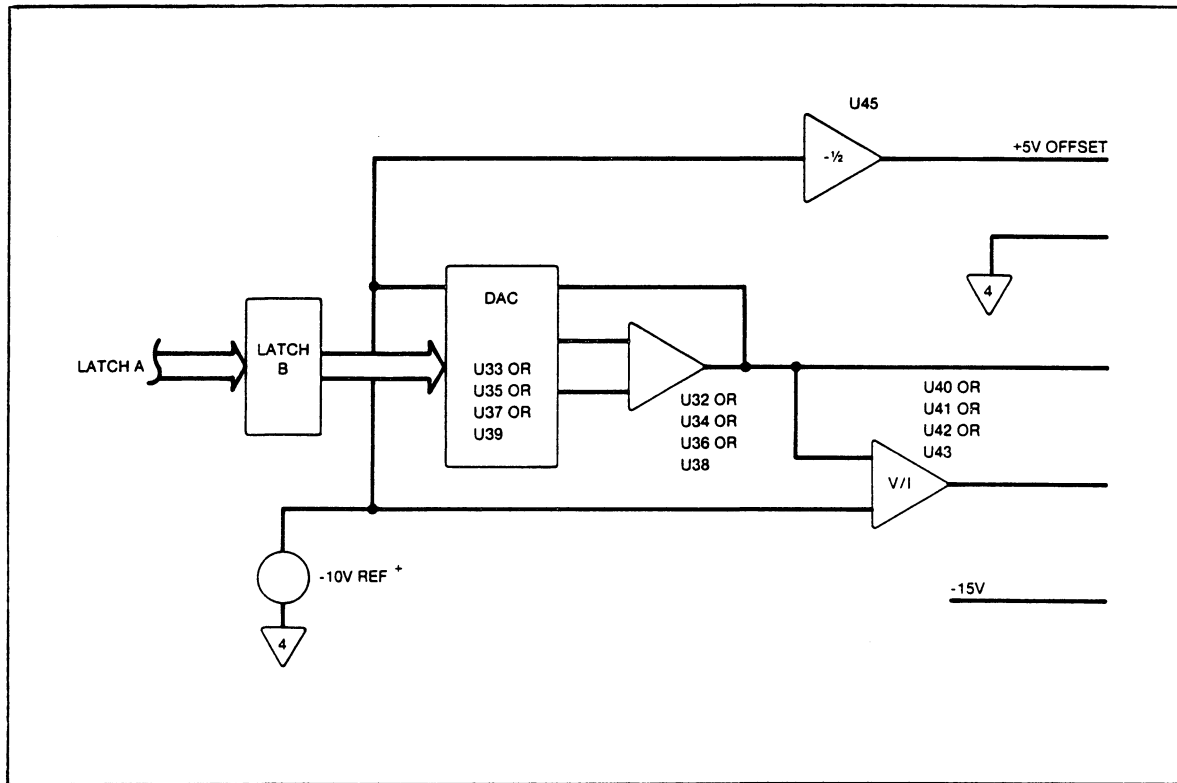 U45
-½
+5V OFFSET
4
DAC
LATCH A
LATCH
B
U33 OR
U35 OR
U37 OR
U39
U32 OR
U34 OR
U36 OR
U38
U40 OR
U41 OR
U42 OR
U43
V/I
-10V REF +
-15V
4